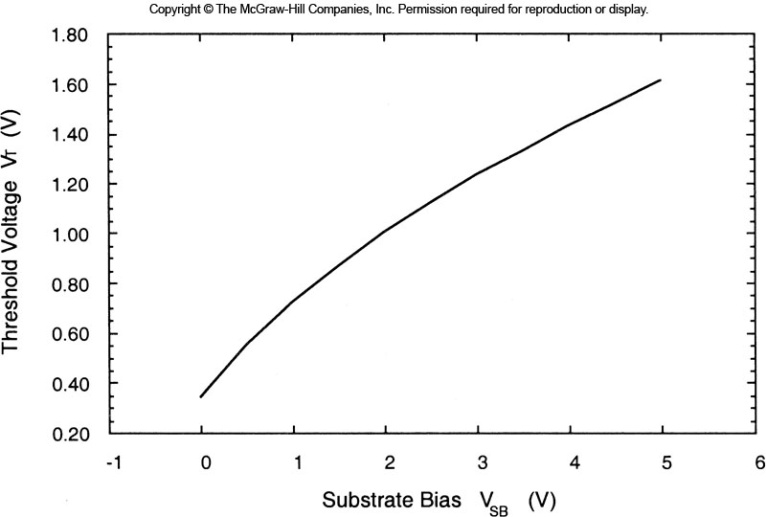 Copyright © The McGraw-Hill Companies, Inc. Permission required for reproduction or display.
1.80
1.60
1.40
1.20
1.00
0.80
0.60
0.40
0.20
Threshold Voltage VT (V)
-1 0 1 2 3 4 5 6
Substrate Bias VSB (V)